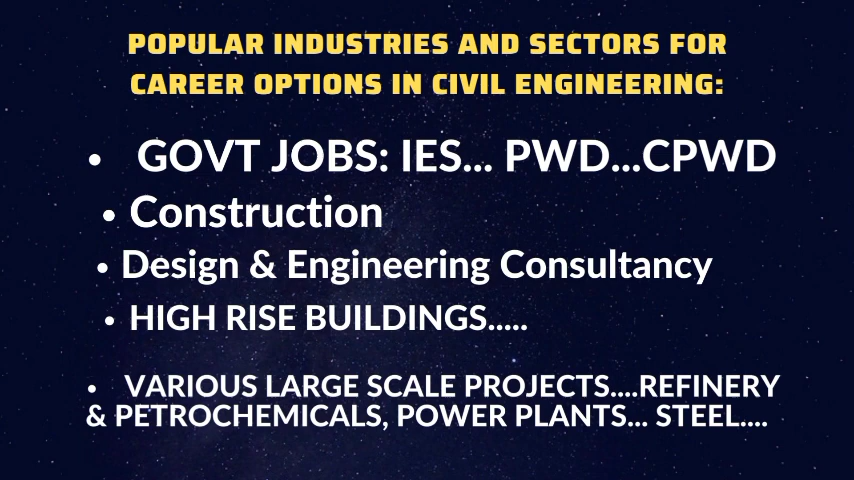 POPULAR INDUSTRIES AND SECTORS FOR
CAREER OPTIONS IN CIVIL ENGINEERING:
• GOVT JOBS: IES... PWD...CPWD
• Construction
• Design & Engineering Consultancy
• HIGH RISE BUILDINGS.....
• VARIOUS LARGE SCALE PROJECTS....REFINERY
& PETROCHEMICALS, POWER PLANTS... STEEL....